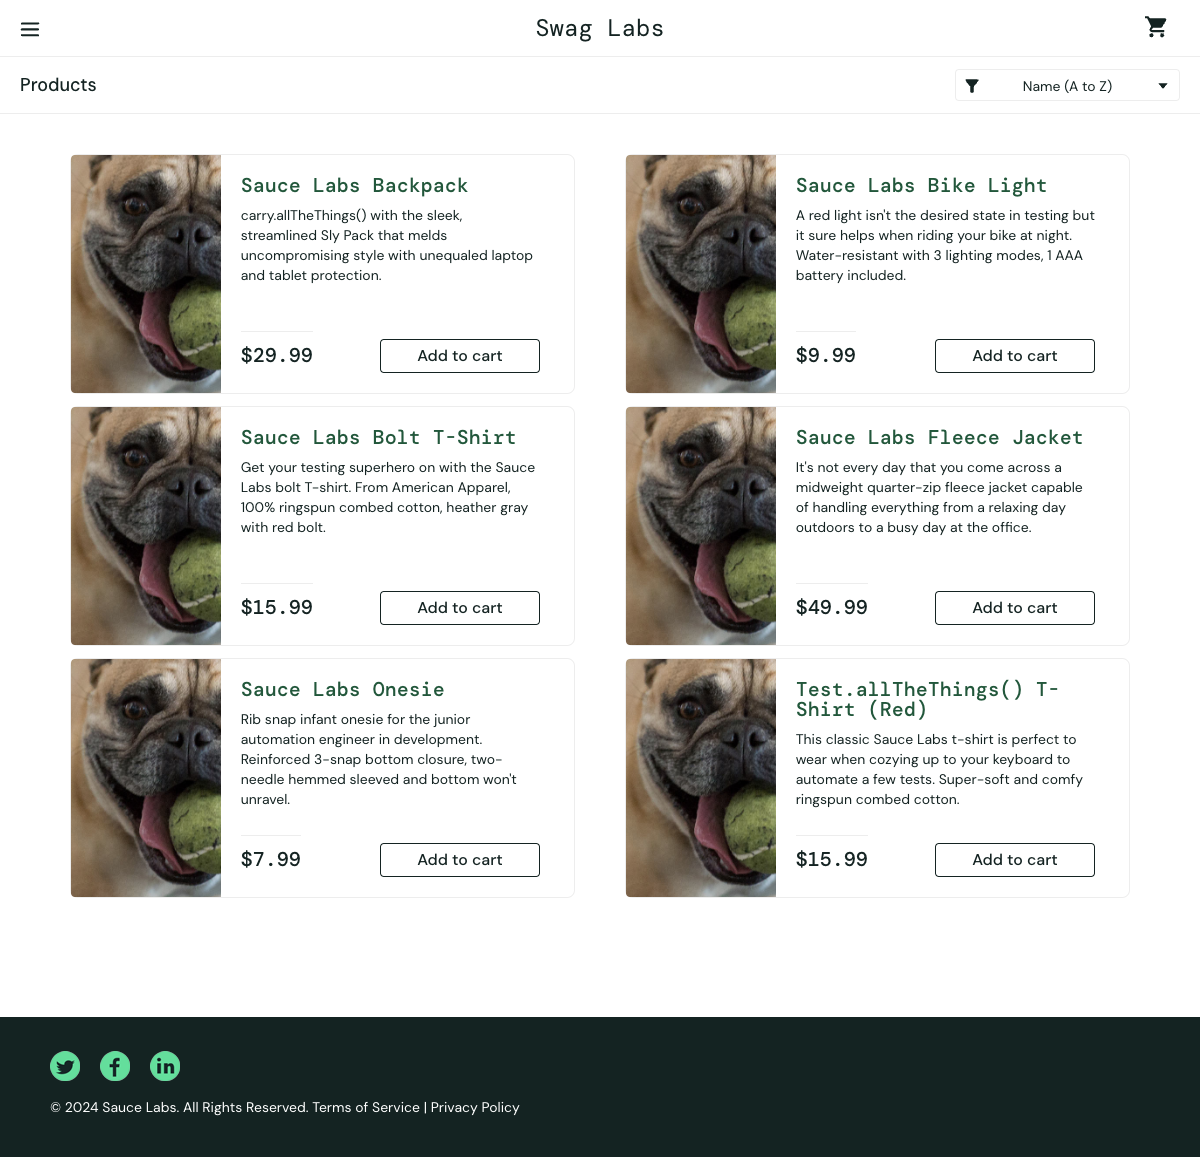 Swag Labs
Products
Name (A to Z)
Sauce Labs Backpack
carry.allTheThings() with the sleek,
streamlined Sly Pack that melds
uncompromising style with unequaled laptop
and tablet protection.
$29.99
Add to cart
Sauce Labs Bike Light
A red light isn't the desired state in testing but
it sure helps when riding your bike at night.
Water-resistant with 3 lighting modes, 1 AAA
battery included.
$9.99
Add to cart
Sauce Labs Bolt T-Shirt
Get your testing superhero on with the Sauce
Labs bolt T-shirt. From American Apparel,
100% ringspun combed cotton, heather gray
with red bolt.
$15.99
Add to cart
Sauce Labs Fleece Jacket
It's not every day that you come across a
midweight quarter-zip fleece jacket capable
of handling everything from a relaxing day
outdoors to a busy day at the office.
$49.99
Add to cart
Sauce Labs Onesie
Rib snap infant onesie for the junior
automation engineer in development.
Reinforced 3-snap bottom closure, two-
needle hemmed sleeved and bottom won't
unravel.
$7.99
Add to cart
Test.allTheThings() T-
Shirt (Red)
This classic Sauce Labs t-shirt is perfect to
wear when cozying up to your keyboard to
automate a few tests. Super-soft and comfy
ringspun combed cotton.
$15.99
Add to cart
© 2024 Sauce Labs. All Rights Reserved. Terms of Service | Privacy Policy